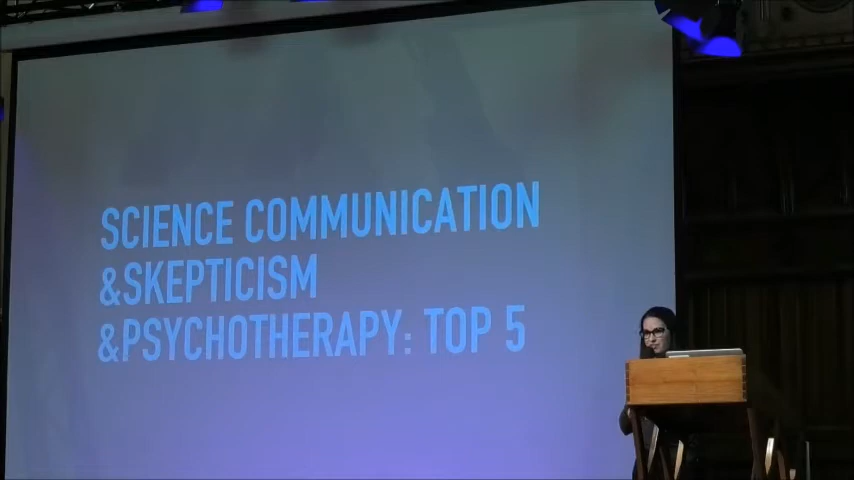 SCIENCE COMMUNICATION
&SKEPTICISM
&PSYCHOTHERAPY: TOP 5